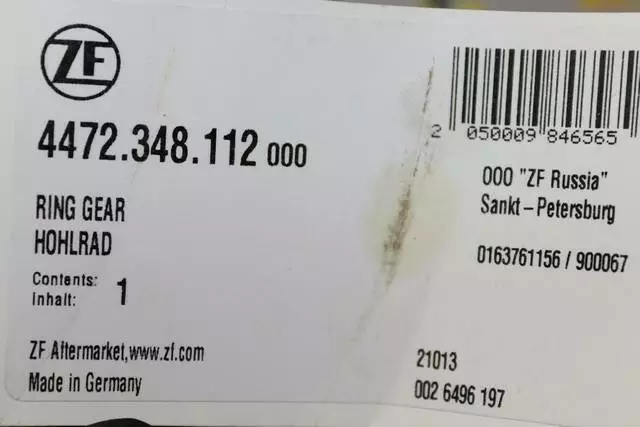 ZF
4472.348.112 000
RING GEAR
HOHLRAD
Contents:
Inhalt: 1
ZF Aftermarket,www.zf.com
Made in Germany
2 050009 846565
OOO "ZF Russia"
Sankt-Petersburg
0163761156 / 900067
21013
002 6496 197